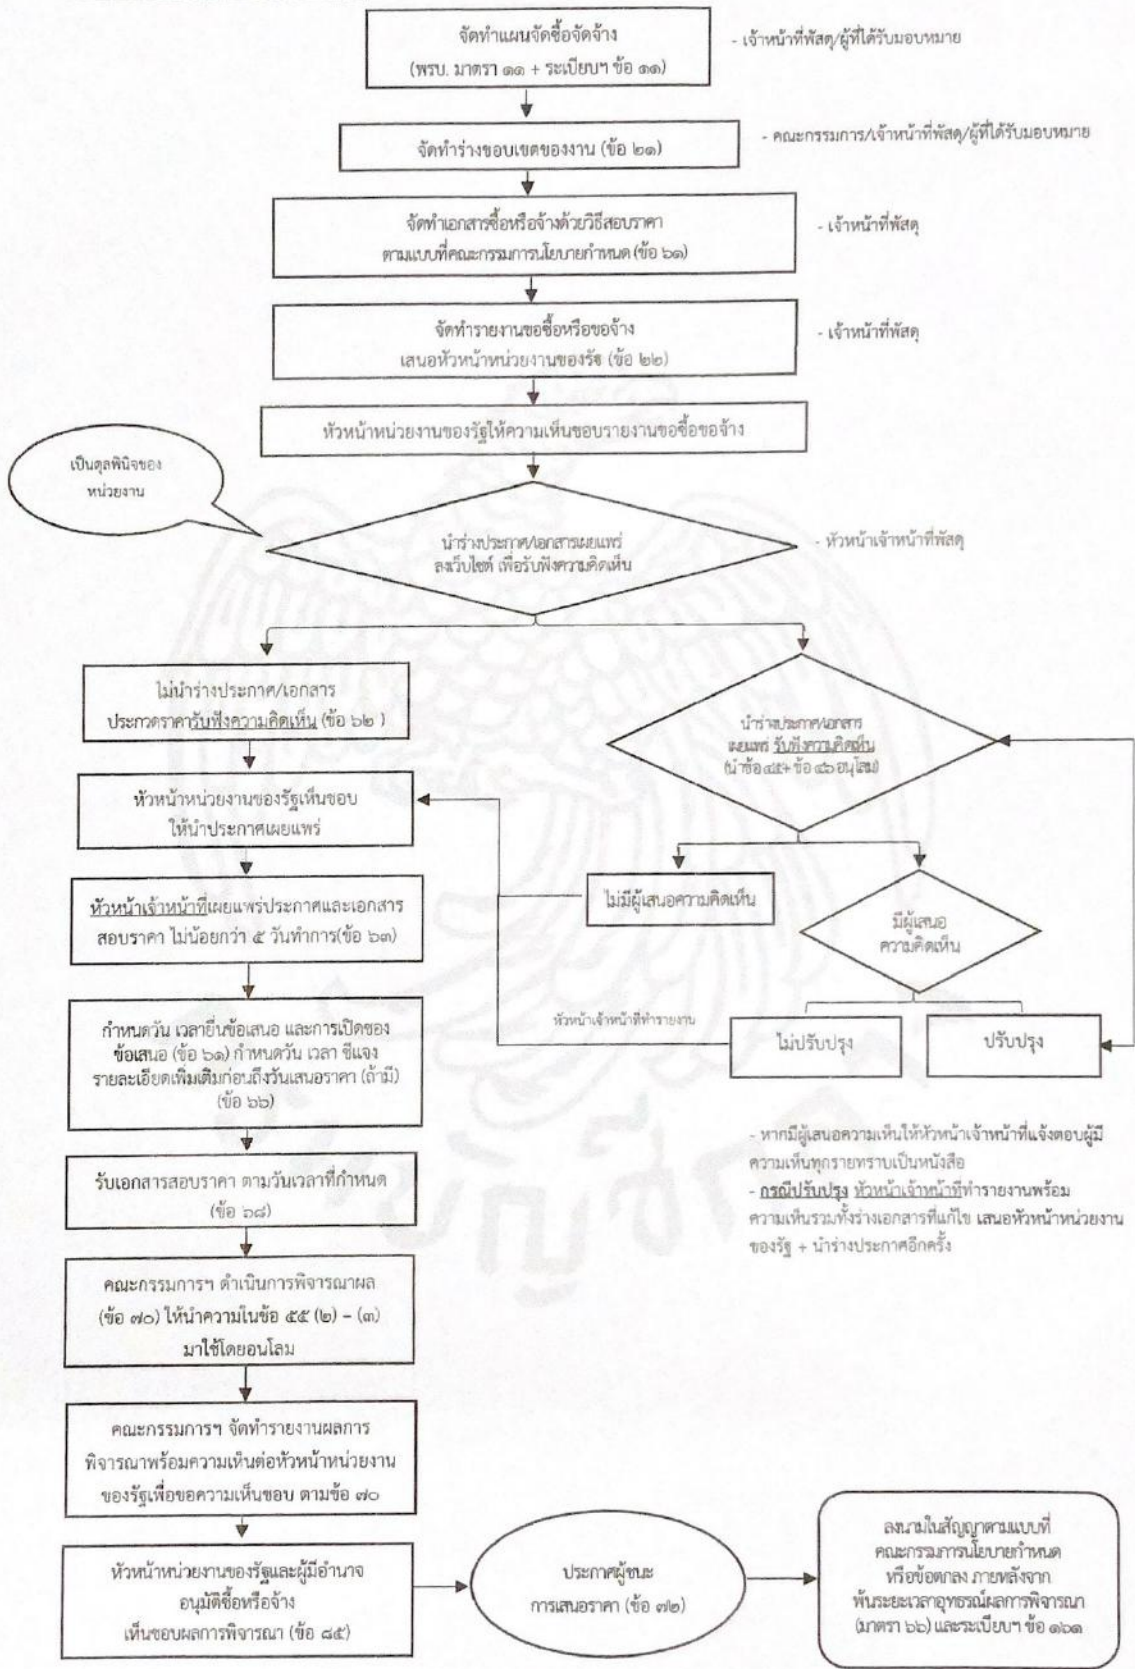 จัดทำแผนจัดซื้อจัดจ้าง
(พรบ. มาตรา ๑๑ + ระเบียบฯ ข้อ ๑๑)
- เจ้าหน้าที่พัสดุ/ผู้ที่ได้รับมอบหมาย
จัดทำร่างขอบเขตของงาน (ข้อ ๒๑)
- คณะกรรมการ/เจ้าหน้าที่พัสดุ/ผู้ที่ได้รับมอบหมาย
จัดทำเอกสารซื้อหรือจ้างด้วยวิธีสอบราคา
ตามแบบที่คณะกรรมการนโยบายกำหนด (ข้อ ๖๑)
- เจ้าหน้าที่พัสดุ
จัดทำรายงานขอซื้อหรือขอจ้าง
เสนอหัวหน้าหน่วยงานของรัฐ (ข้อ ๒๒)
- เจ้าหน้าที่พัสดุ
หัวหน้าหน่วยงานของรัฐให้ความเห็นชอบรายงานขอซื้อขอจ้าง
เป็นดุลพินิจของ
หน่วยงาน
นำร่างประกาศ/เอกสารเผยแพร่
ลงเว็บไซต์ เพื่อรับฟังความคิดเห็น
- หัวหน้าเจ้าหน้าที่พัสดุ
ไม่นำร่างประกาศ/เอกสาร
ประกวดราคารับฟังความคิดเห็น (ข้อ ๖๒ )
นำร่างประกาศ/เอกสาร
เผยแพร่ รับฟังความคิดเห็น
(นำข้อ ๔๕+ ข้อ ๔๖ อนุโลม)
หัวหน้าหน่วยงานของรัฐเห็นชอบ
ให้นำประกาศเผยแพร่
หัวหน้าเจ้าหน้าที่เผยแพร่ประกาศและเอกสาร
สอบราคา ไม่น้อยกว่า ๕ วันทำการ(ข้อ ๖๓)
ไม่มีผู้เสนอความคิดเห็น
มีผู้เสนอ
ความคิดเห็น
กำหนดวัน เวลายื่นข้อเสนอ และการเปิดซอง
ข้อเสนอ (ข้อ ๖๑) กำหนดวัน เวลา ชี้แจง
รายละเอียดเพิ่มเติมก่อนถึงวันเสนอราคา (ถ้ามี)
(ข้อ ๖๖)
หัวหน้าเจ้าหน้าที่ทำรายงาน
ไม่ปรับปรุง
ปรับปรุง
- หากมีผู้เสนอความเห็นให้หัวหน้าเจ้าหน้าที่แจ้งตอบผู้มี
ความเห็นทุกรายทราบเป็นหนังสือ
- กรณีปรับปรุง หัวหน้าเจ้าหน้าที่ทำรายงานพร้อม
ความเห็นรวมทั้งร่างเอกสารที่แก้ไข เสนอหัวหน้าหน่วยงาน
ของรัฐ + นำร่างประกาศอีกครั้ง
รับเอกสารสอบราคา ตามวันเวลาที่กำหนด
(ข้อ ๖๘)
คณะกรรมการฯ ดำเนินการพิจารณาผล
(ข้อ ๗๐) ให้นำความในข้อ ๕๕ (๒) – (๓)
มาใช้โดยอนโลม
คณะกรรมการฯ จัดทำรายงานผลการ
พิจารณาพร้อมความเห็นต่อหัวหน้าหน่วยงาน
ของรัฐเพื่อขอความเห็นชอบ ตามข้อ ๗๐
หัวหน้าหน่วยงานของรัฐและผู้มีอำนาจ
อนุมัติซื้อหรือจ้าง
เห็นชอบผลการพิจารณา (ข้อ ๘๕)
ประกาศผู้ชนะ
การเสนอราคา (ข้อ ๗๒)
ลงนามในสัญญาตามแบบที่
คณะกรรมการนโยบายกำหนด
หรือข้อตกลง ภายหลังจาก
พ้นระยะเวลาอุทธรณ์ผลการพิจารณา
(มาตรา ๖๖) และระเบียบฯ ข้อ ๑๖๑